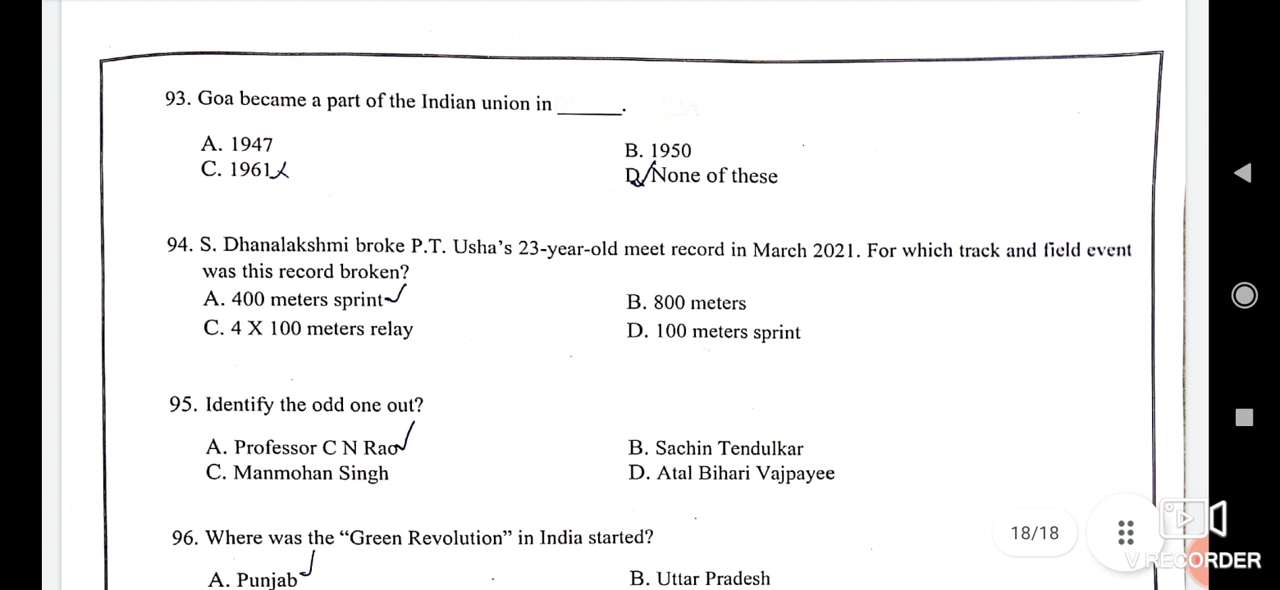 93. Goa became a part of the Indian union in ______.
A. 1947
B. 1950
C. 1961
D. None of these
94. S. Dhanalakshmi broke P.T. Usha's 23-year-old meet record in March 2021. For which track and field event
was this record broken?
A. 400 meters sprint
B. 800 meters
C. 4 X 100 meters relay
D. 100 meters sprint
95. Identify the odd one out?
A. Professor C N Rao
B. Sachin Tendulkar
C. Manmohan Singh
D. Atal Bihari Vajpayee
96. Where was the “Green Revolution” in India started?
A. Punjab
B. Uttar Pradesh
18/18
V RECORDER